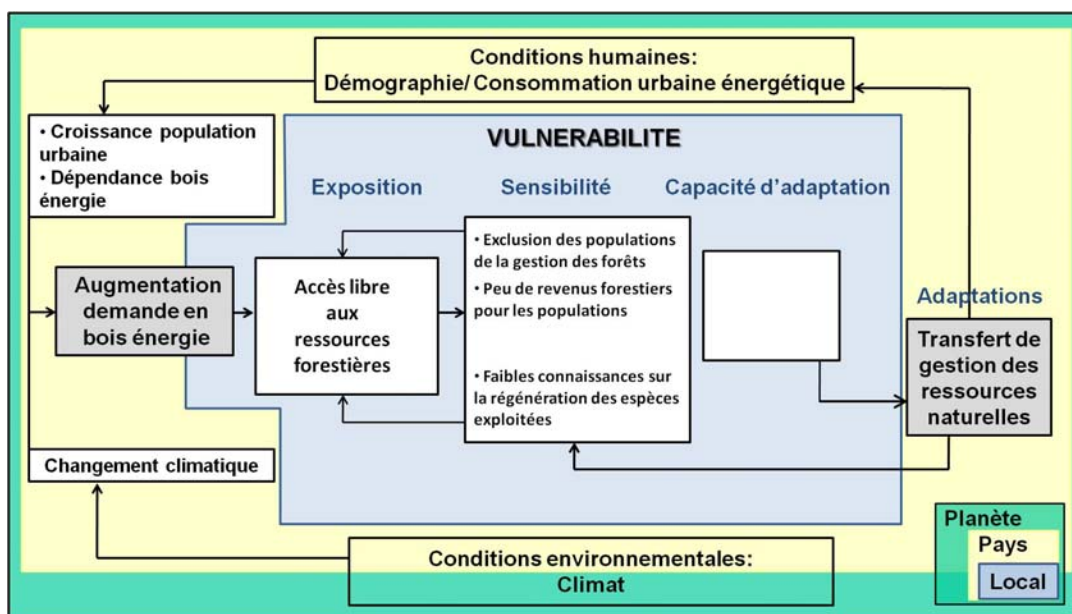 Conditions humaines:
Démographie/ Consommation urbaine énergétique
• Croissance population
urbaine
• Dépendance bois
énergie
VULNERABILITE
Exposition
Sensibilité
Capacité d'adaptation
Augmentation
demande en
bois énergie
Accès libre
aux
ressources
forestières
• Exclusion des populations
de la gestion des forêts
• Peu de revenus forestiers
pour les populations
• Faibles connaissances sur
la régénération des espèces
exploitées
Adaptations
Transfert de
gestion des
ressources
naturelles
Changement climatique
Conditions environnementales:
Climat
Planète
Pays
Local